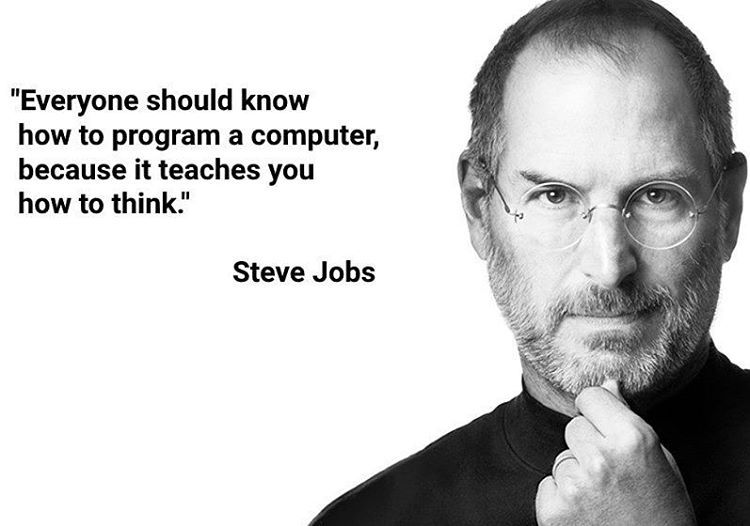 "Everyone should know
how to program a computer,
because it teaches you
how to think."
Steve Jobs